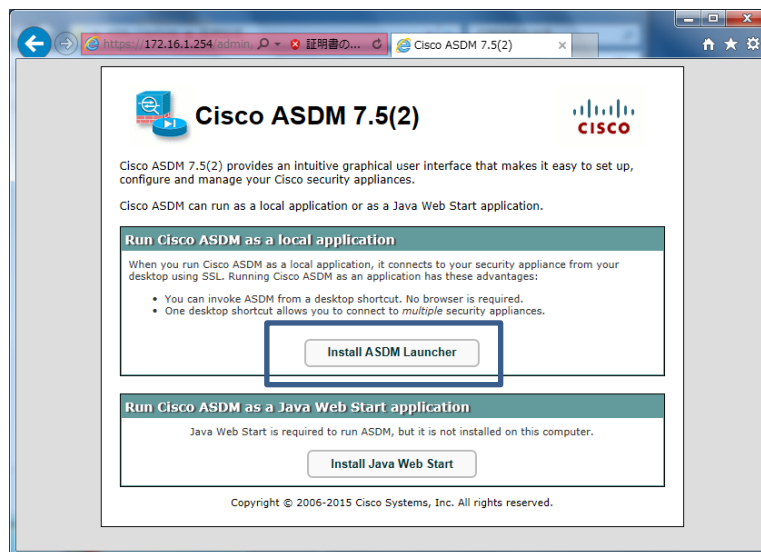 https://172.16.1.254/admin.
証明書の...
Cisco ASDM 7.5(2)
Cisco ASDM 7.5(2)
CISCO
Cisco ASDM 7.5(2) provides an intuitive graphical user interface that makes it easy to set up,
configure and manage your Cisco security appliances.
Cisco ASDM can run as a local application or as a Java Web Start application.
Run Cisco ASDM as a local application
When you run Cisco ASDM as a local application, it connects to your security appliance from your
desktop using SSL. Running Cisco ASDM as an application has these advantages:
• You can invoke ASDM from a desktop shortcut. No browser is required.
• One desktop shortcut allows you to connect to multiple security appliances.
Install ASDM Launcher
Run Cisco ASDM as a Java Web Start application
Java Web Start is required to run ASDM, but it is not installed on this computer.
Install Java Web Start
Copyright © 2006-2015 Cisco Systems, Inc. All rights reserved.